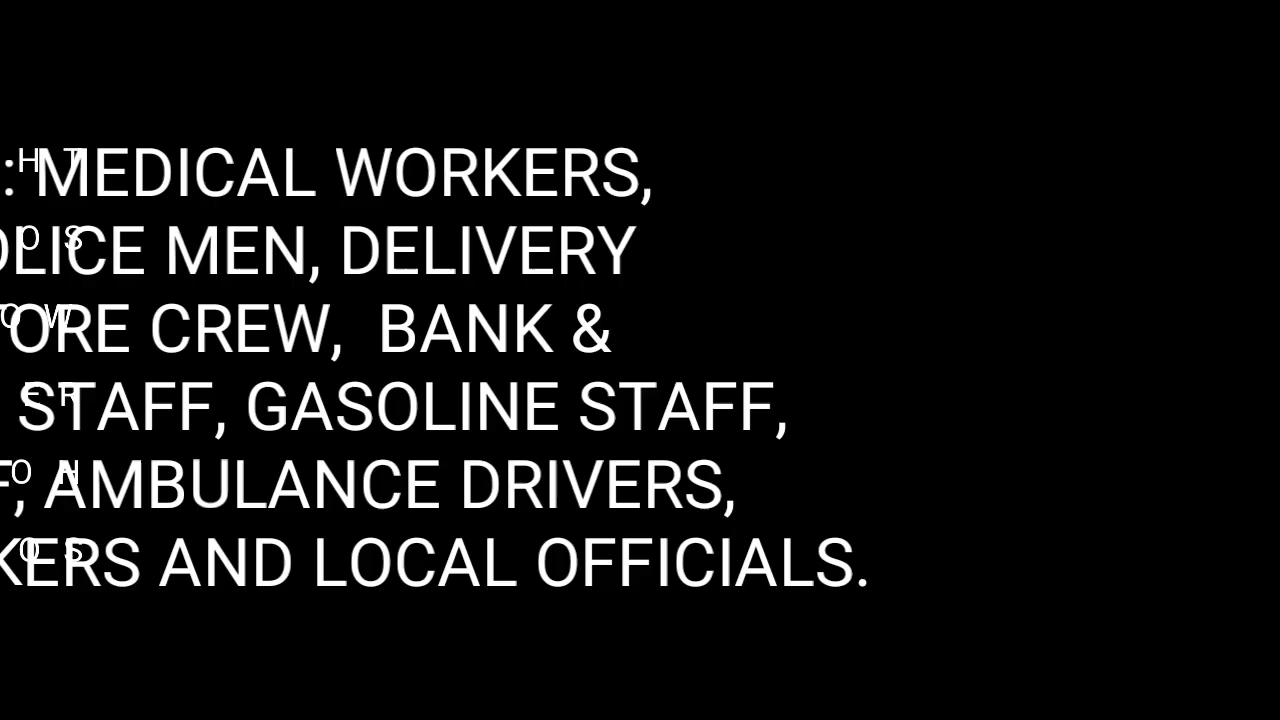 : MEDICAL WORKERS,
OLICE MEN, DELIVERY
ORE CREW, BANK &
STAFF, GASOLINE STAFF,
F, AMBULANCE DRIVERS,
KERS AND LOCAL OFFICIALS.